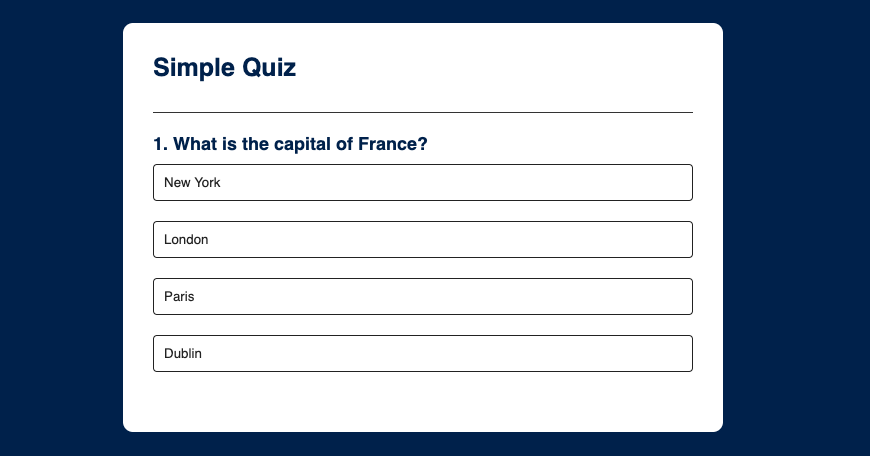 Simple Quiz
1. What is the capital of France?
New York
London
Paris
Dublin